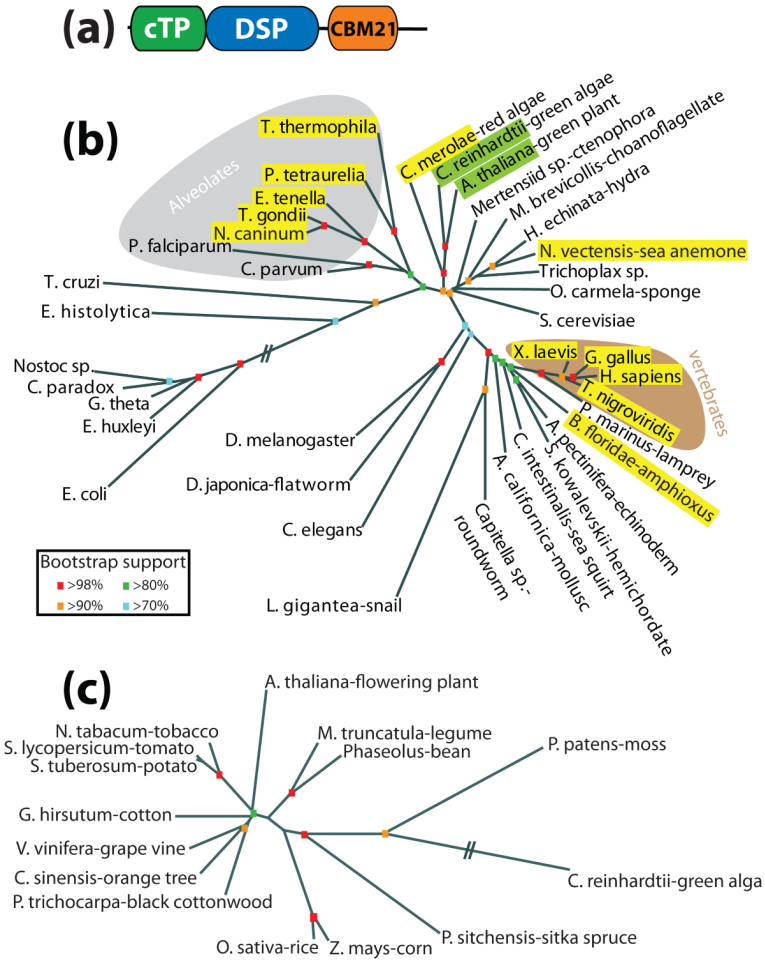 (a)
cTP
DSP
CBM21
(b)
Alveolates
T. thermophila
P. tetraurelia
E. tenella
T. gondii
N. caninum
P. falciparum
C. parvum
T. cruzi
E. histolytica
Nostoc sp.
C. paradox
G. theta
E. huxleyi
E. coli
C. merolae-red algae
C. reinhardtii-green algae
A. thaliana-green plant
Mertensiid sp.-ctenophora
M. brevicollis-choanoflagellate
H. echinata-hydra
N. vectensis-sea anemone
Trichoplax sp.
O. carmela-sponge
S. cerevisiae
vertebrates
X. laevis
G. gallus
H. sapiens
T. nigroviridis
P. marinus-lamprey
B. floridae-amphioxus
A. pectinifera-echinoderm
S. kowalevskii-hemichordate
C. intestinalis-sea squirt
A. californica-mollusc
Capitella sp.-
roundworm
L. gigantea-snail
C. elegans
D. japonica-flatworm
D. melanogaster
Bootstrap support
>98% >80%
>90% >70%
(c)
A. thaliana-flowering plant
N. tabacum-tobacco
S. lycopersicum-tomato
S. tuberosum-potato
M. truncatula-legume
Phaseolus-bean
P. patens-moss
G. hirsutum-cotton
V. vinifera-grape vine
C. sinensis-orange tree
P. trichocarpa-black cottonwood
C. reinhardtii-green alga
P. sitchensis-sitka spruce
O. sativa-rice
Z. mays-corn